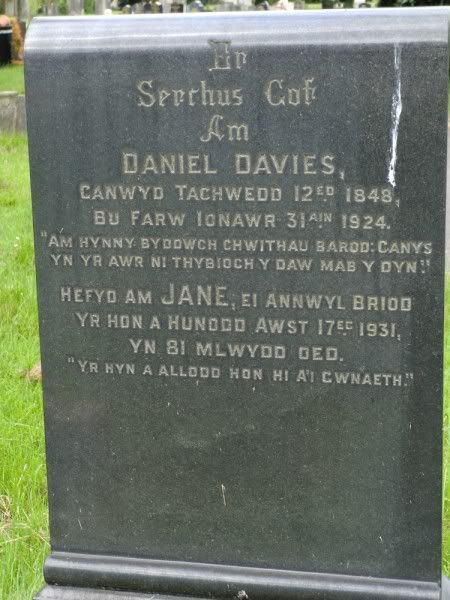 Er
Serchus Cof
Am
DANIEL DAVIES,
GANWYD TACHWEDD 12ED 1848,
BU FARW IONAWR 31AIN 1924.
"AM HYNNY BYDDWCH CHWITHAU BAROD: CANYS
YN YR AWR NI THYBIOCH Y DAW MAB Y DYN."
HEFYD AM JANE, EI ANNWYL BRIOD
YR HON A HUNODD AWST 17EG 1931,
YN 81 MLWYDD OED.
"YR HYN A ALLODD HON HI A'I GWNAETH."